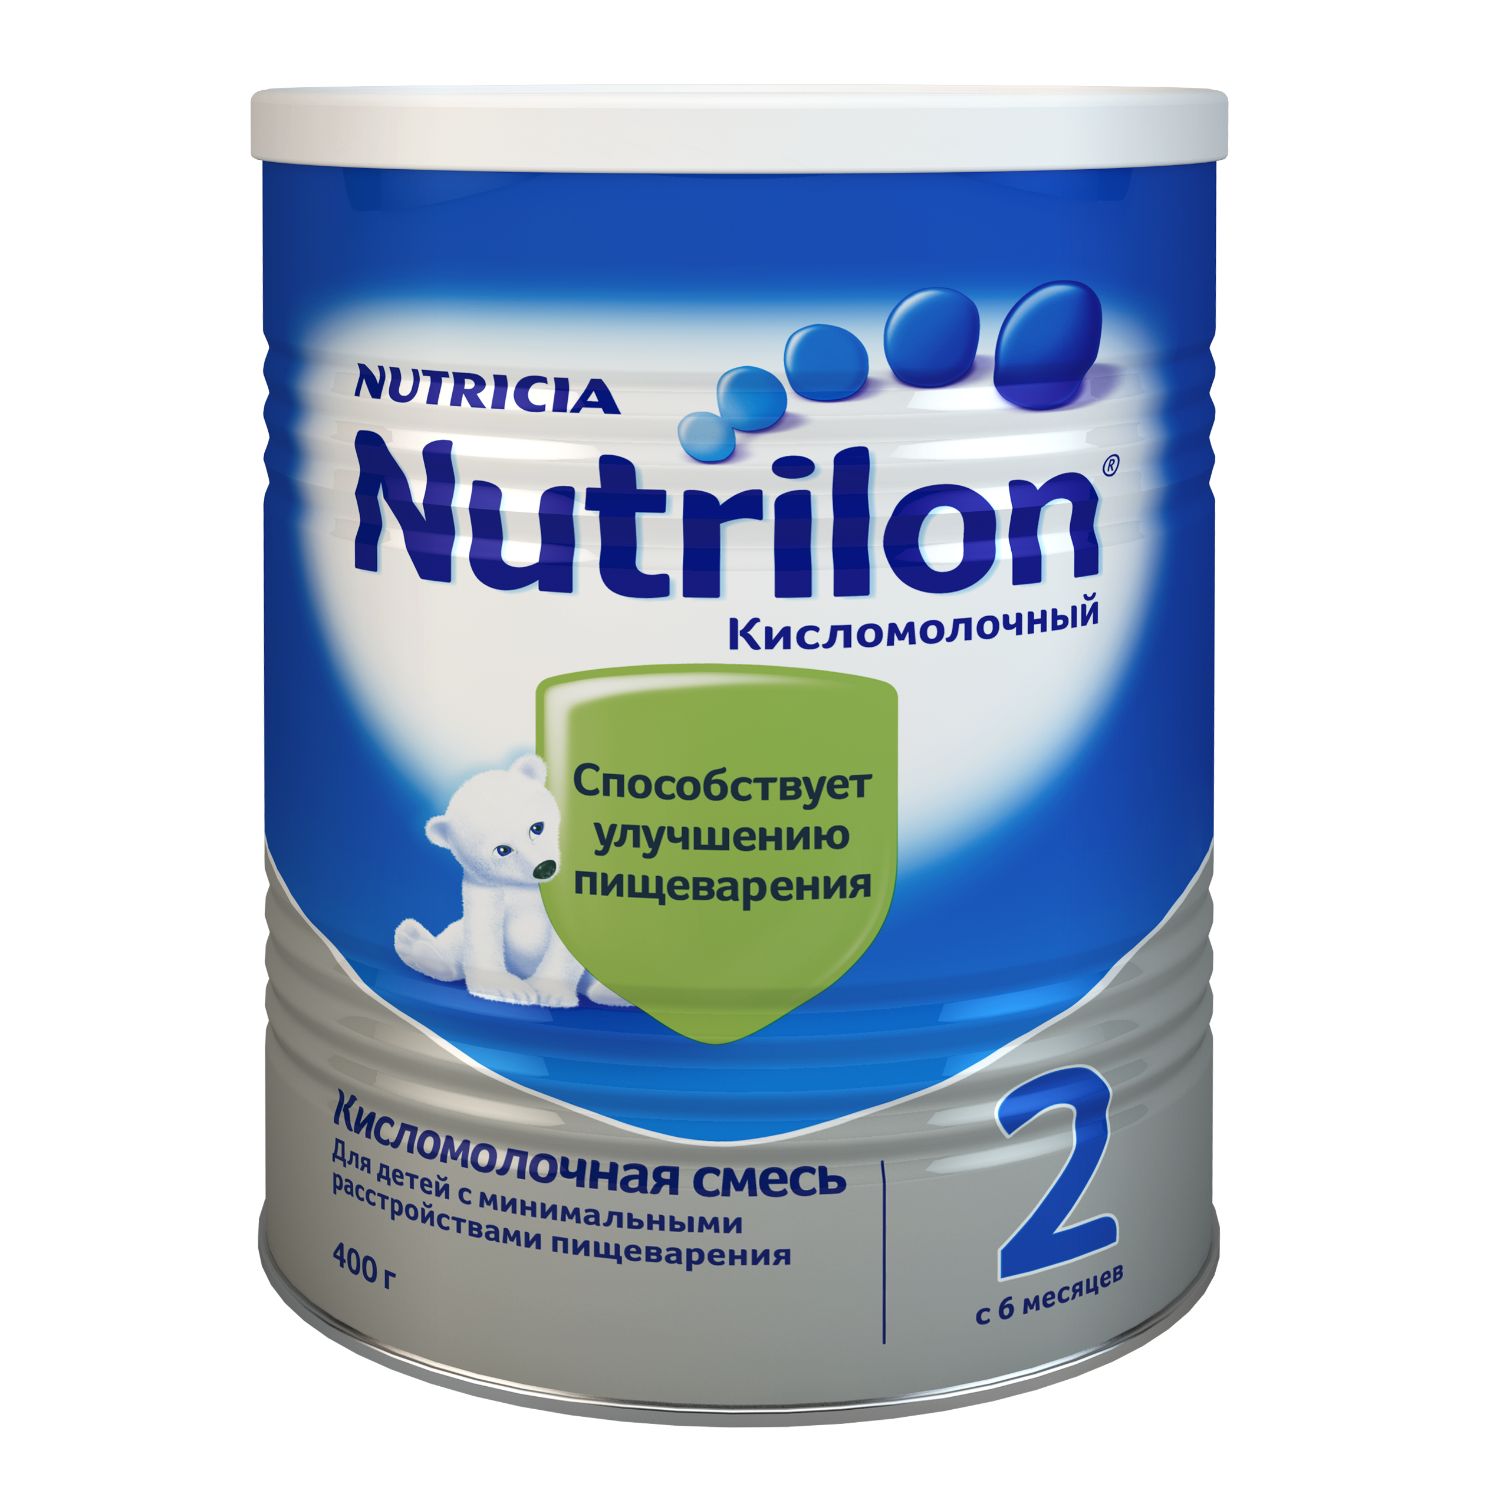 NUTRICIA
Nutrilon®
Кисломолочный
Способствует
улучшению
пищеварения
Кисломолочная смесь
Для детей с минимальными
расстройствами пищеварения
400 г
2
с 6 месяцев